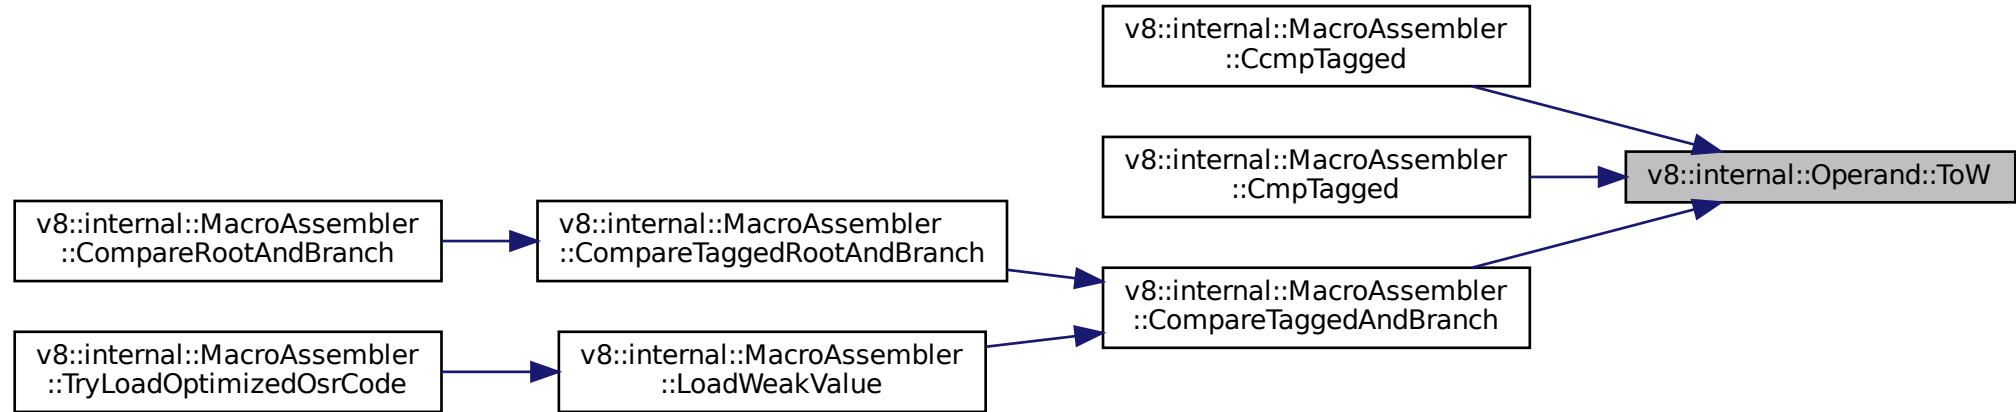 v8::internal::MacroAssembler
::CcmpTagged
v8::internal::MacroAssembler
::CmpTagged
v8::internal::Operand::ToW
v8::internal::MacroAssembler
::CompareRootAndBranch
v8::internal::MacroAssembler
::CompareTaggedRootAndBranch
v8::internal::MacroAssembler
::CompareTaggedAndBranch
v8::internal::MacroAssembler
::TryLoadOptimizedOsrCode
v8::internal::MacroAssembler
::LoadWeakValue